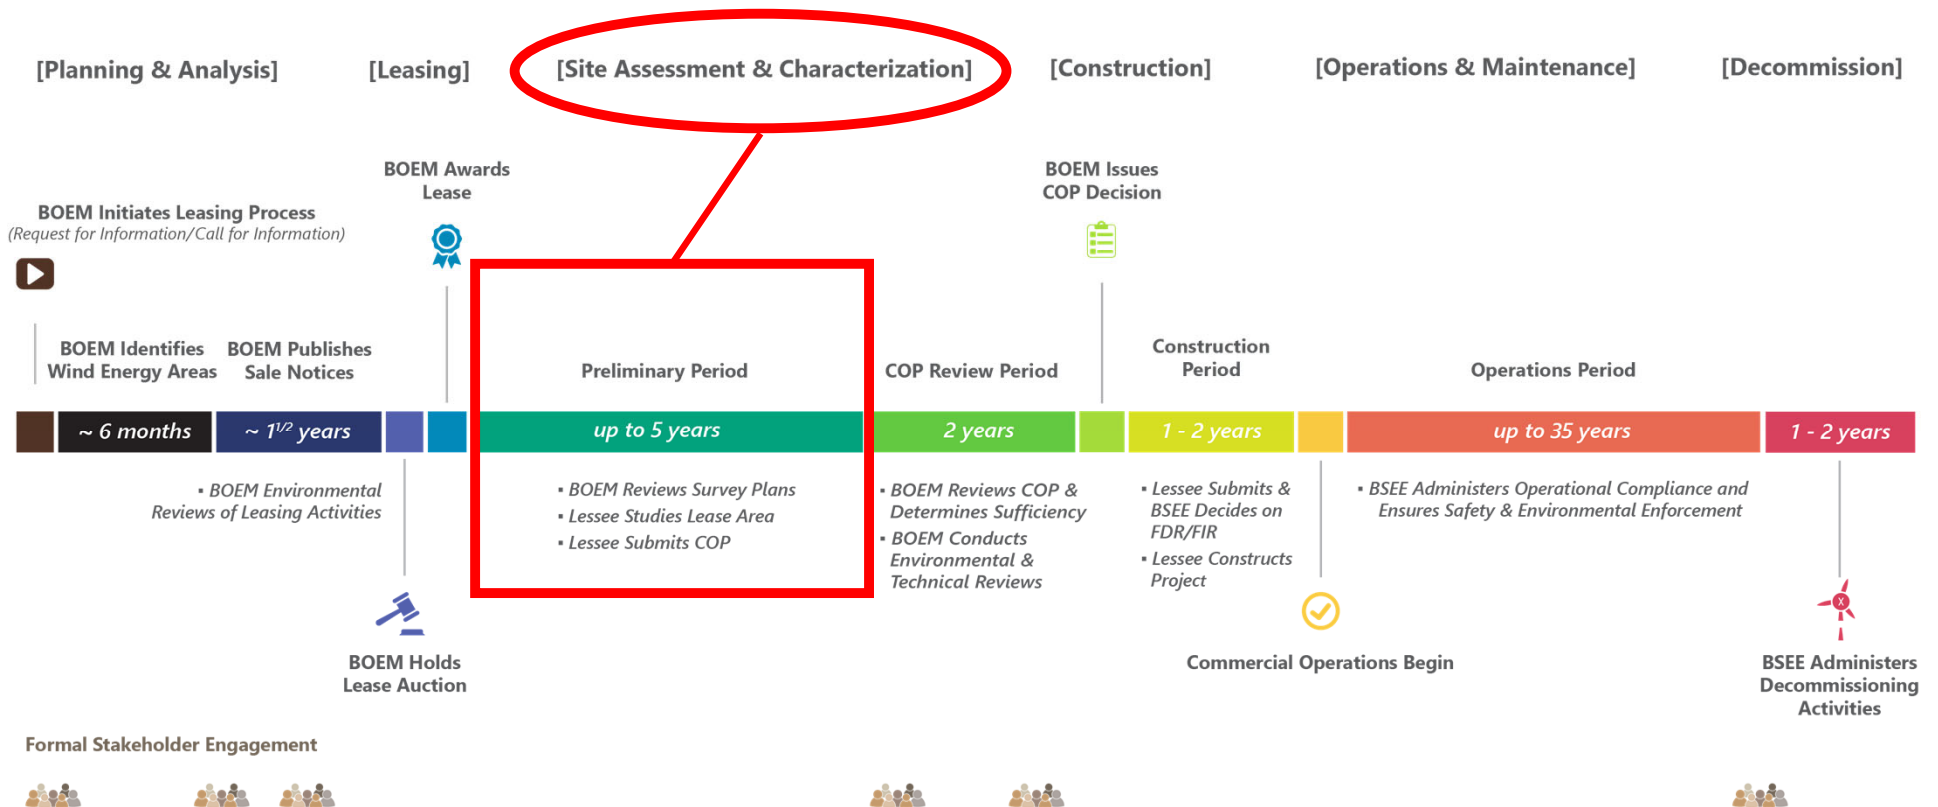 [Planning & Analysis]
[Leasing]
[Site Assessment & Characterization]
[Construction]
[Operations & Maintenance]
[Decommission]
BOEM Initiates Leasing Process
(Request for Information/Call for Information)
BOEM Awards
Lease
BOEM Issues
COP Decision
BOEM Identifies
Wind Energy Areas
BOEM Publishes
Sale Notices
Preliminary Period
COP Review Period
Construction
Period
Operations Period
~ 6 months
~ 11/2 years
up to 5 years
2 years
1 - 2 years
up to 35 years
1 - 2 years
▪ BOEM Environmental
Reviews of Leasing Activities
▪ BOEM Reviews Survey Plans
▪ Lessee Studies Lease Area
▪ Lessee Submits COP
▪ BOEM Reviews COP &
Determines Sufficiency
▪ BOEM Conducts
Environmental &
Technical Reviews
▪ Lessee Submits &
BSEE Decides on
FDR/FIR
▪ Lessee Constructs
Project
▪ BSEE Administers Operational Compliance and
Ensures Safety & Environmental Enforcement
X
BOEM Holds
Lease Auction
Commercial Operations Begin
BSEE Administers
Decommissioning
Activities
Formal Stakeholder Engagement